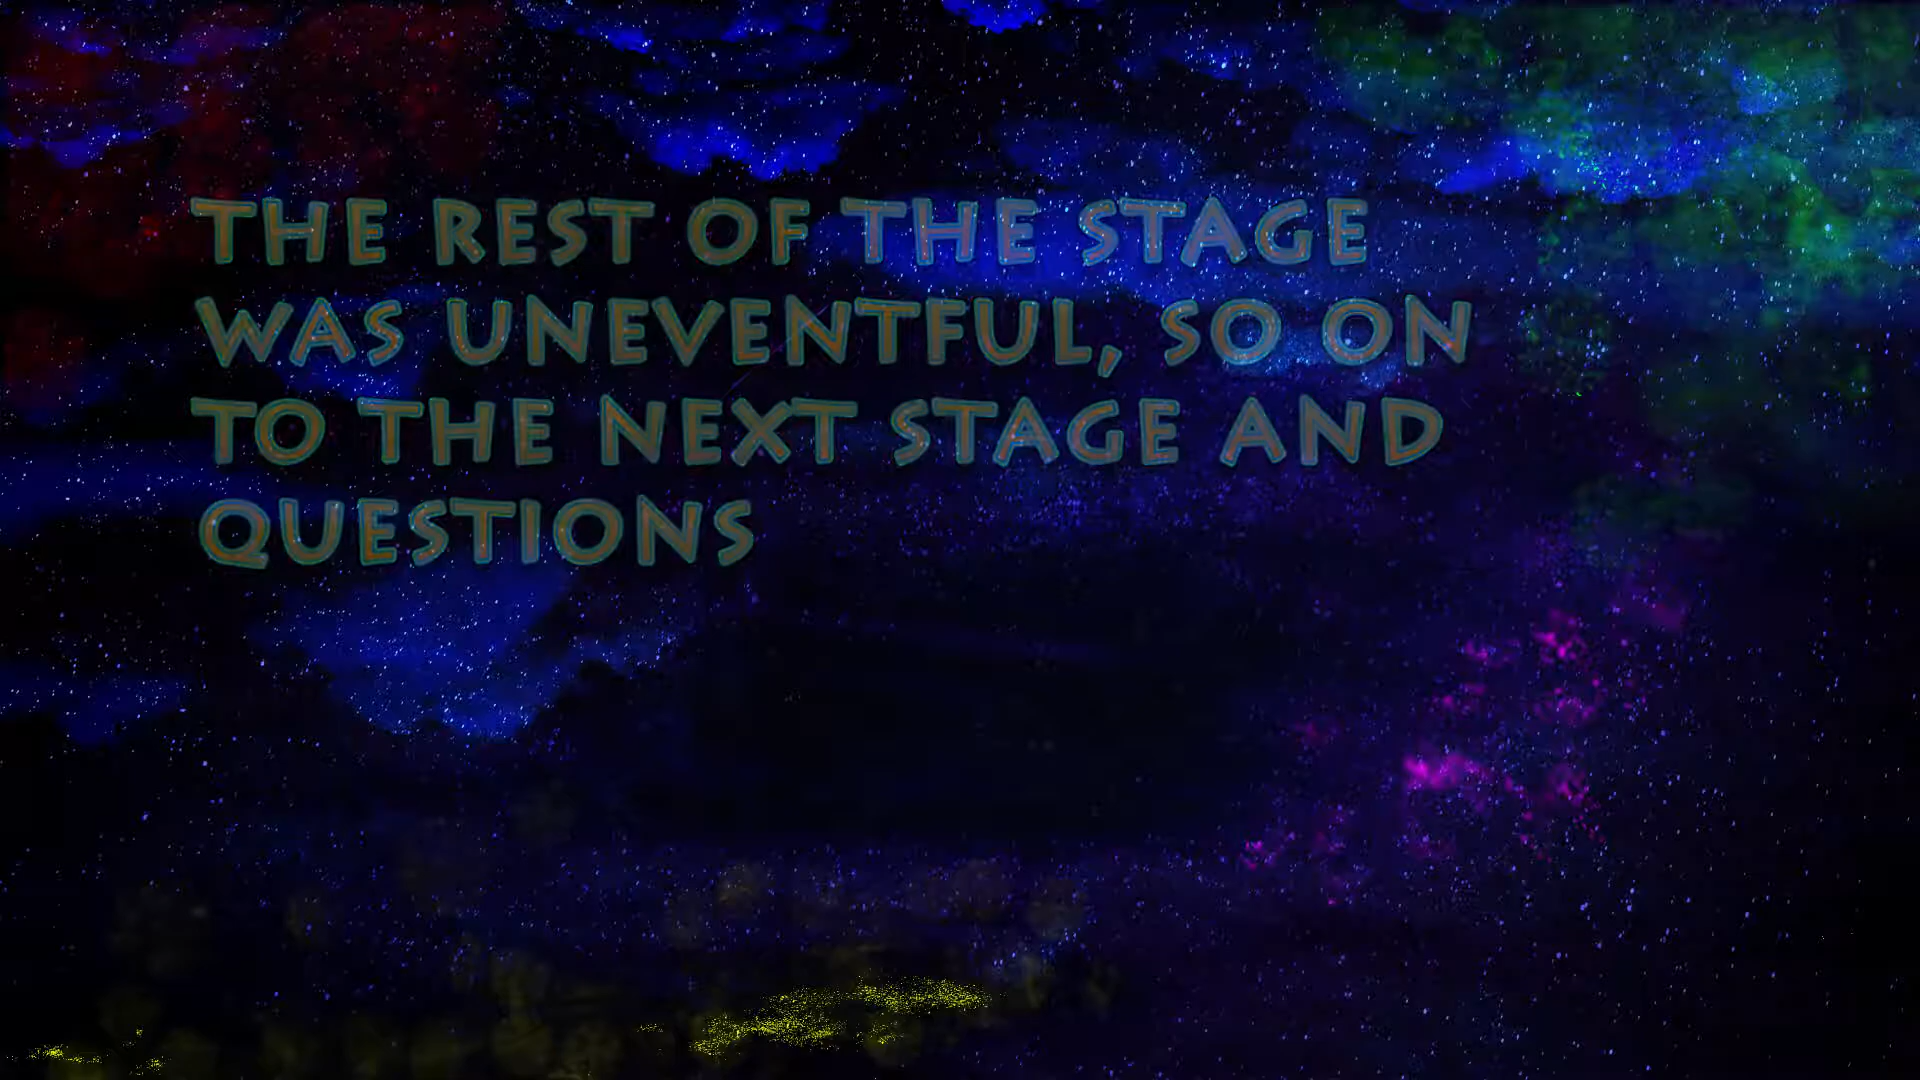 THE REST OF THE STAGE
WAS UNEVENTFUL, SO ON
TO THE NEXT STAGE AND
QUESTIONS